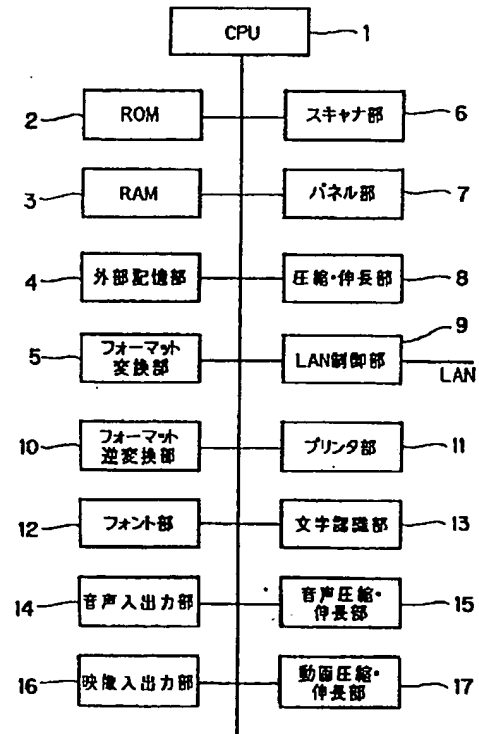 CPU 1
2 ROM スキャナ部 6
3 RAM パネル部 7
4 外部記憶部 圧縮・伸長部 8
5 フォーマット
変換部 LAN制御部 9
LAN
10 フォーマット
逆変換部 プリンタ部 11
12 フォント部 文字認識部 13
14 音声入出力部 音声圧縮・
伸長部 15
16 映像入出力部 動画圧縮・
伸長部 17